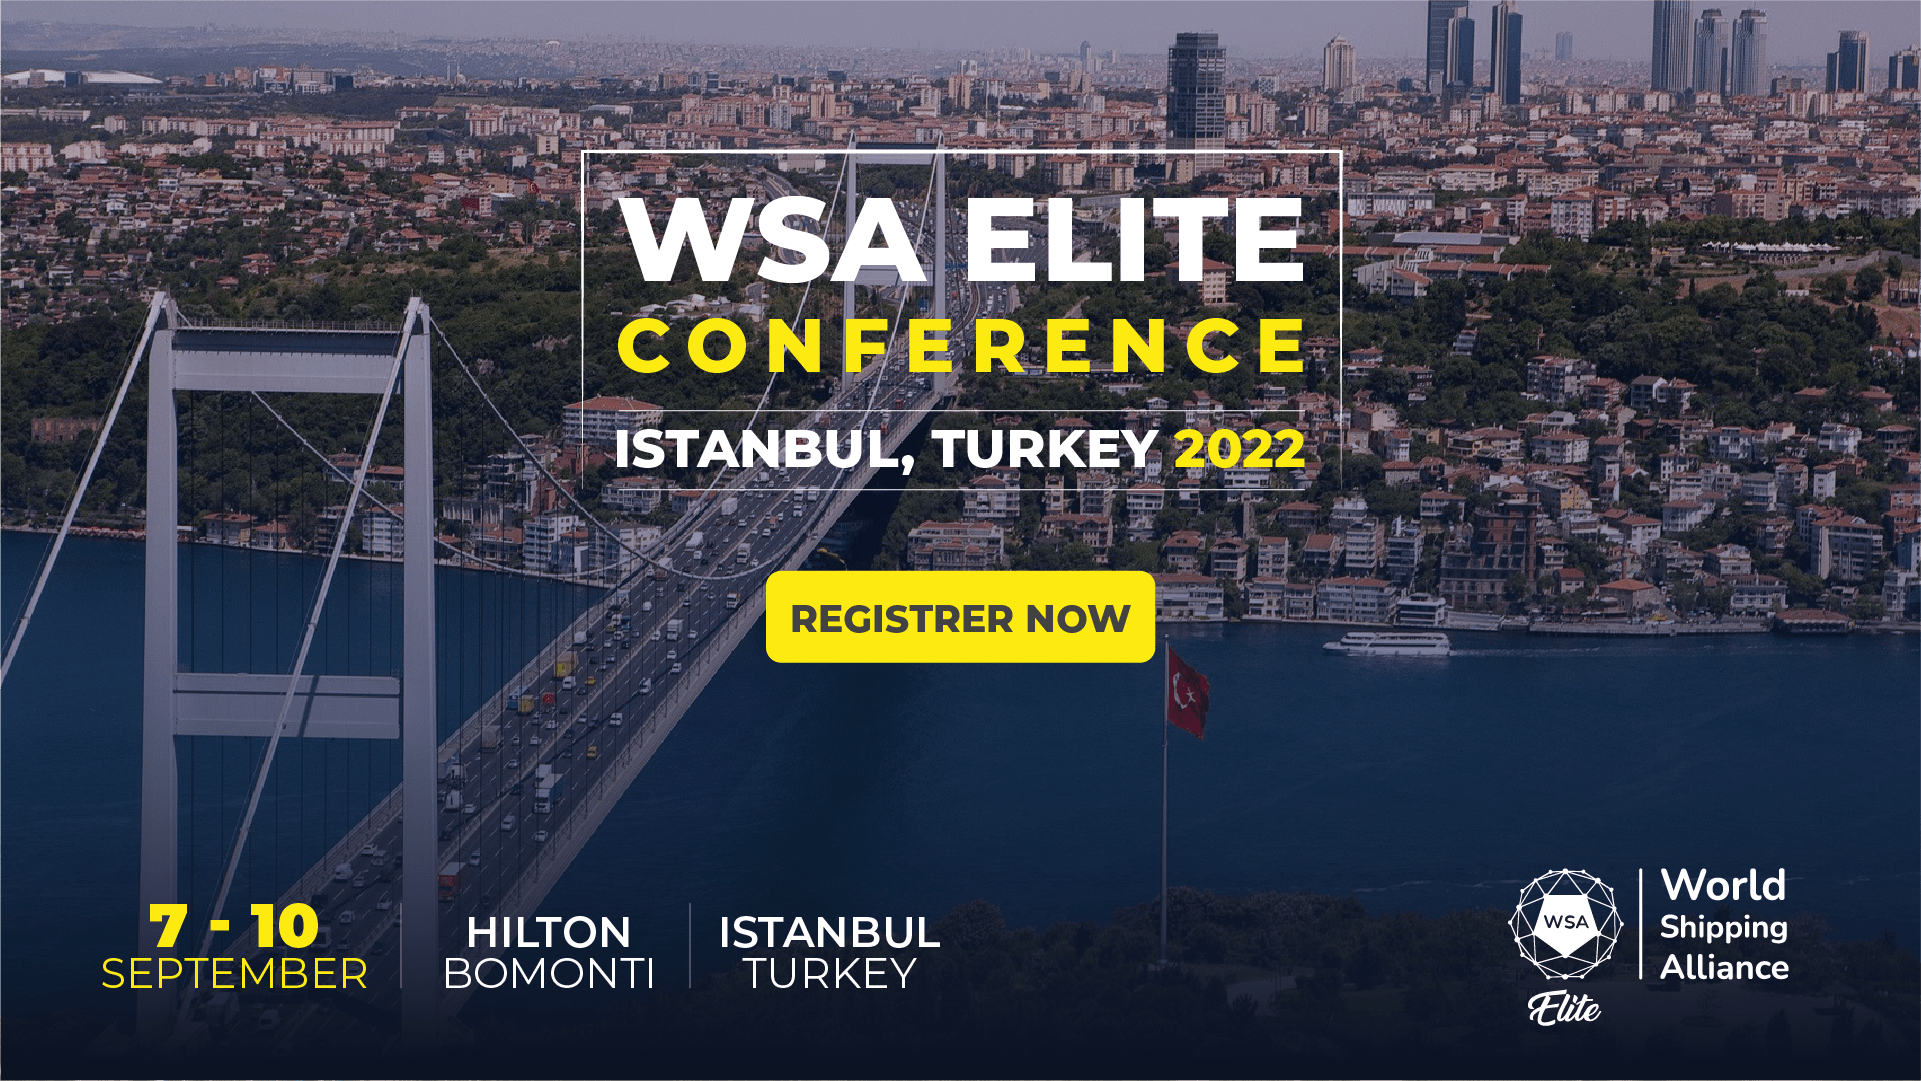 WSA ELITE
CONFERENCE
ISTANBUL, TURKEY 2022
REGISTRER NOW
7 - 10
SEPTEMBER
HILTON
BOMONTI
ISTANBUL
TURKEY
WSA
Elite
World
Shipping
Alliance